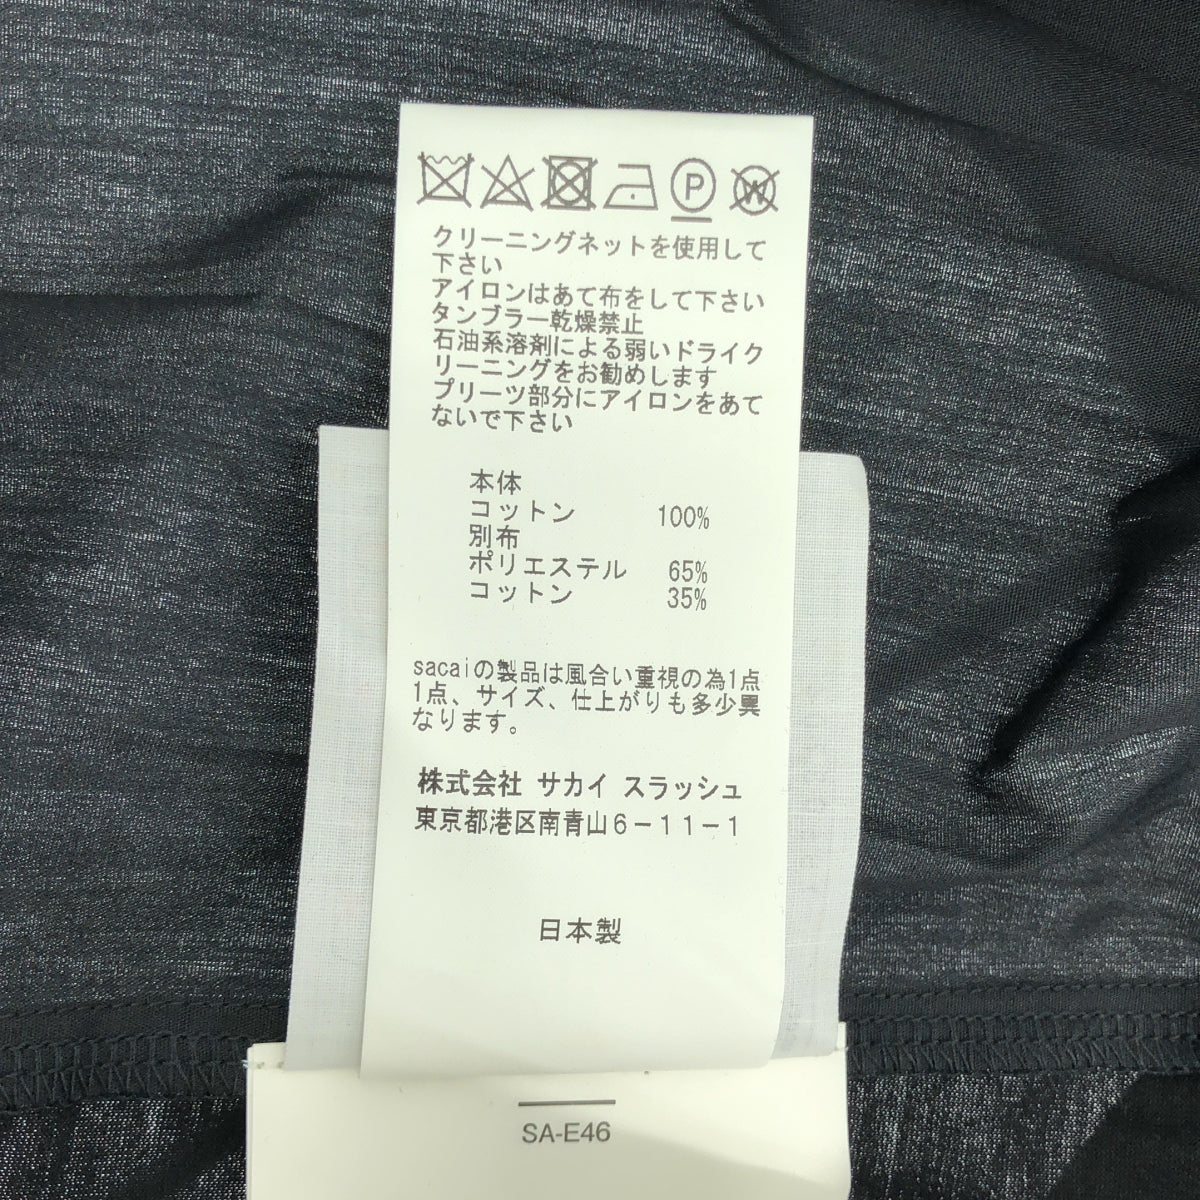 P W
クリーニングネットを使用して
下さい
アイロンはあて布をして下さい
タンブラー乾燥禁止
石油系溶剤による弱いドライク
リーニングをお勧めします
プリーツ部分にアイロンをあて
ないで下さい
本体
コットン 100%
別布
ポリエステル 65%
コットン 35%
sacaiの製品は風合い重視の為1点
1点、サイズ、仕上がりも多少異
なります。
株式会社 サカイ スラッシュ
東京都港区南青山6-11-1
日本製
SA-E46